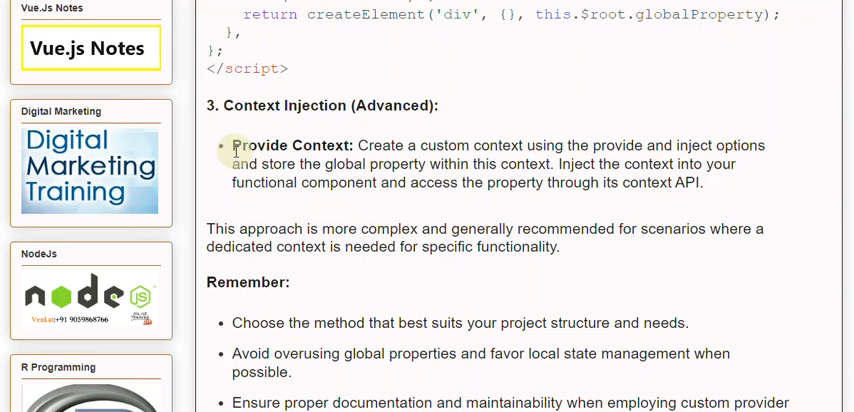 Vue.Js Notes
Vue.js Notes
Digital Marketing
Digital
Marketing
Training
NodeJs
node
JS
Venkat:+91 9059868766
R Programming
return createElement('div', {}, this.$root.globalProperty);
},
};
</script>
3. Context Injection (Advanced):
• Provide Context: Create a custom context using the provide and inject options
and store the global property within this context. Inject the context into your
functional component and access the property through its context API.
This approach is more complex and generally recommended for scenarios where a
dedicated context is needed for specific functionality.
Remember:
• Choose the method that best suits your project structure and needs.
• Avoid overusing global properties and favor local state management when
possible.
• Ensure proper documentation and maintainability when employing custom provider